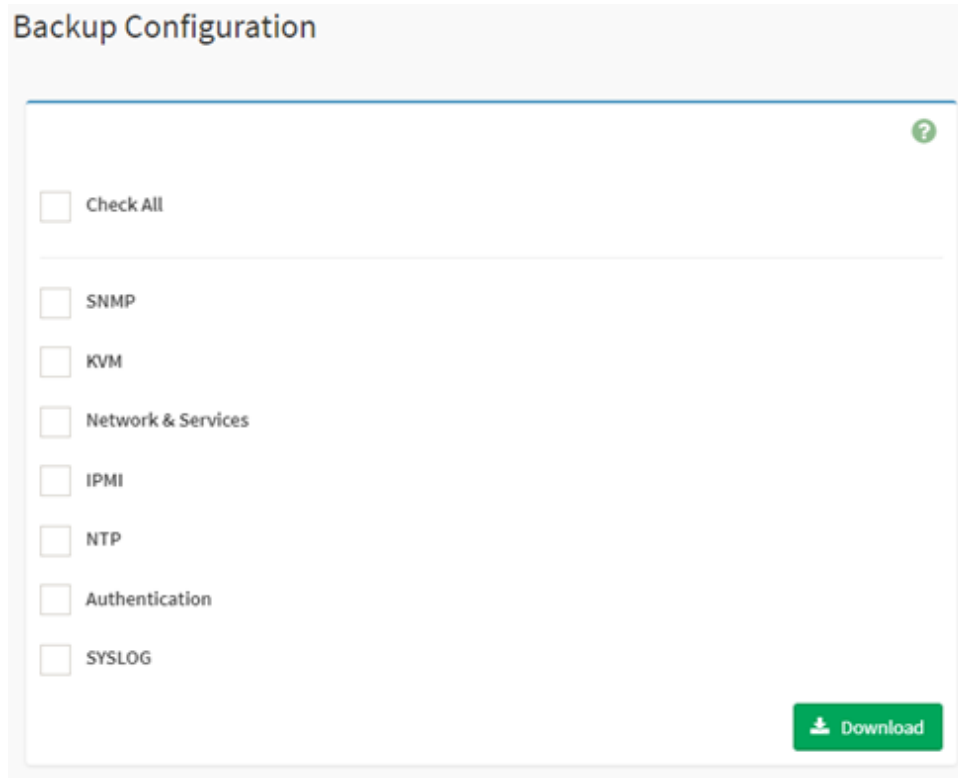 Backup Configuration
?
Check All
SNMP
KVM
Network & Services
IPMI
NTP
Authentication
SYSLOG
Download